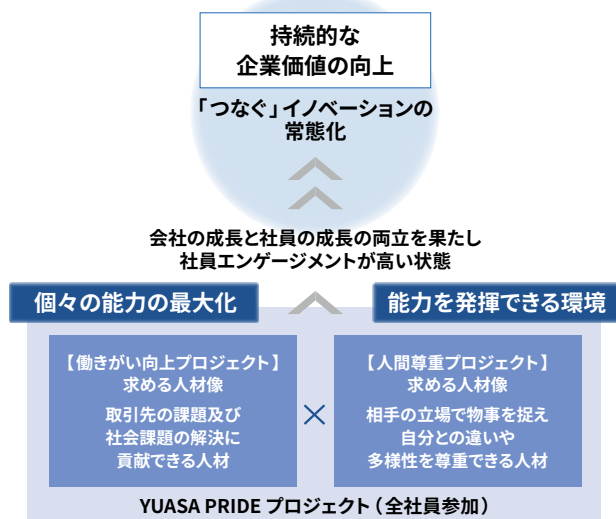 持続的な
企業価値の向上
「つなぐ」イノベーションの
常態化
会社の成長と社員の成長の両立を果たし
社員エンゲージメントが高い状態
個々の能力の最大化
能力を発揮できる環境
【働きがい向上プロジェクト】
求める人材像
取引先の課題及び
社会課題の解決に
貢献できる人材
×
【人間尊重プロジェクト】
求める人材像
相手の立場で物事を捉え
自分との違いや
多様性を尊重できる人材
YUASA PRIDE プロジェクト(全社員参加)